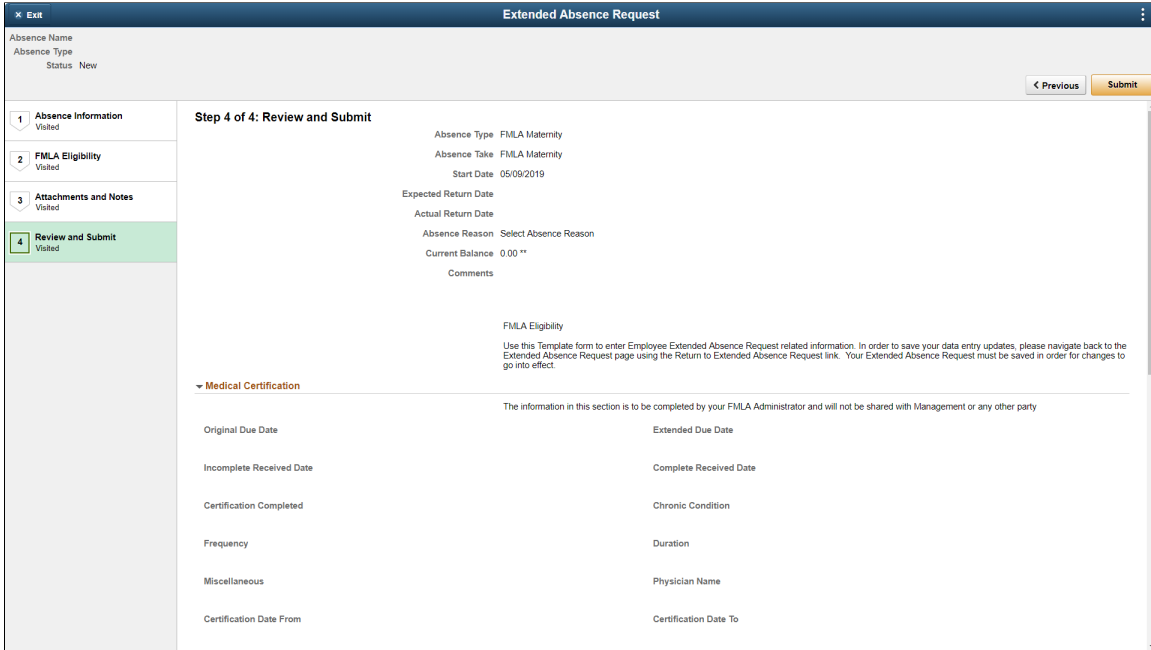 × Exit
Extended Absence Request
Absence Name
Absence Type
Status New
Previous
Submit
1 Absence Information
Visited
2 FMLA Eligibility
Visited
3 Attachments and Notes
Visited
4 Review and Submit
Visited
Step 4 of 4: Review and Submit
Absence Type FMLA Maternity
Absence Take FMLA Maternity
Start Date 05/09/2019
Expected Return Date
Actual Return Date
Absence Reason Select Absence Reason
Current Balance 0.00 **
Comments
FMLA Eligibility
Use this Template form to enter Employee Extended Absence Request related information. In order to save your data entry updates, please navigate back to the
Extended Absence Request page using the Return to Extended Absence Request link. Your Extended Absence Request must be saved in order for changes to
go into effect.
Medical Certification
The information in this section is to be completed by your FMLA Administrator and will not be shared with Management or any other party
Original Due Date Extended Due Date
Incomplete Received Date Complete Received Date
Certification Completed Chronic Condition
Frequency Duration
Miscellaneous Physician Name
Certification Date From Certification Date To